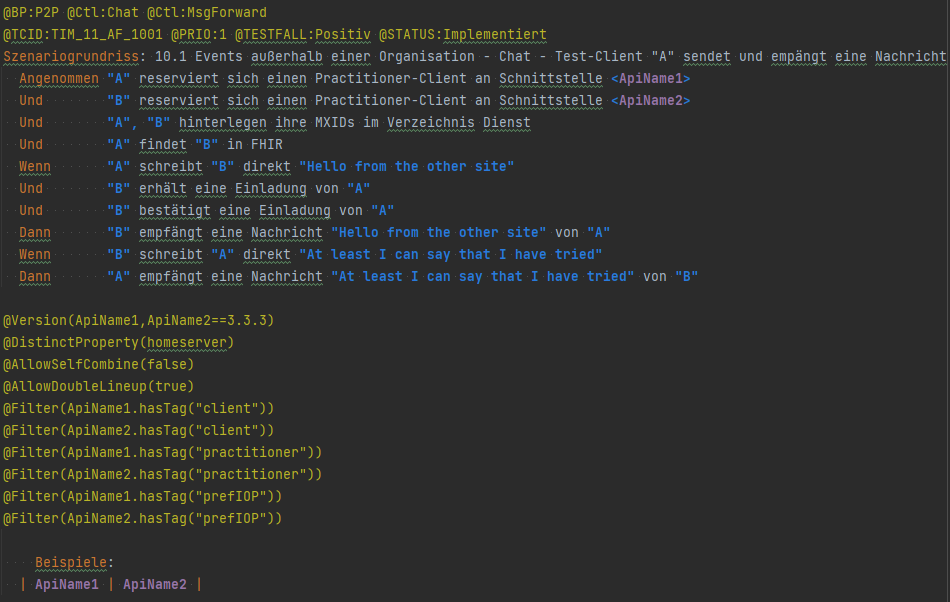 @BP:P2P @Ctl:Chat @Ctl:MsgForward
@TCID:TIM_11_AF_1001 @PRIO:1 @TESTFALL:Positiv @STATUS:Implementiert
Szenariogrundriss: 10.1 Events außerhalb einer Organisation - Chat - Test-Client "A" sendet und empängt eine Nachricht
Angenommen "A" reserviert sich einen Practitioner-Client an Schnittstelle <ApiName1>
Und "B" reserviert sich einen Practitioner-Client an Schnittstelle <ApiName2>
Und "A", "B" hinterlegen ihre MXIDs im Verzeichnis Dienst
Und "A" findet "B" in FHIR
Wenn "A" schreibt "B" direkt "Hello from the other site"
Und "B" erhält eine Einladung von "A"
Und "B" bestätigt eine Einladung von "A"
Dann "B" empfängt eine Nachricht "Hello from the other site" von "A"
Wenn "B" schreibt "A" direkt "At least I can say that I have tried"
Dann "A" empfängt eine Nachricht "At least I can say that I have tried" von "B"
@Version(ApiName1,ApiName2==3.3.3)
@DistinctProperty(homeserver)
@AllowSelfCombine(false)
@AllowDoubleLineup(true)
@Filter(ApiName1.hasTag("client"))
@Filter(ApiName2.hasTag("client"))
@Filter(ApiName1.hasTag("practitioner"))
@Filter(ApiName2.hasTag("practitioner"))
@Filter(ApiName1.hasTag("prefIOP"))
@Filter(ApiName2.hasTag("prefIOP"))
Beispiele:
| ApiName1 | ApiName2 |